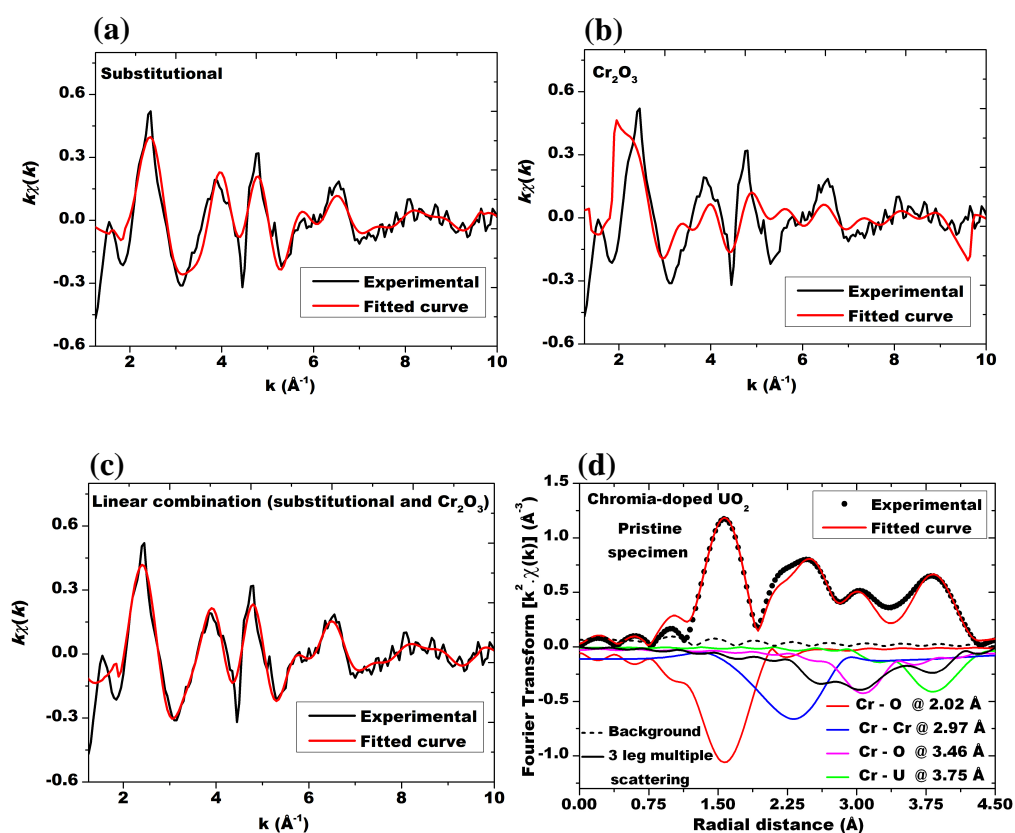 (a)
Substitutional
0.6
0.3
0.0
-0.3
-0.6
kχ(k)
Experimental
Fitted curve
2 4 6 8 10
k (Å⁻¹)
(b)
Cr₂O₃
0.6
0.3
0.0
-0.3
-0.6
kχ(k)
Experimental
Fitted curve
2 4 6 8 10
k (Å⁻¹)
(c)
Linear combination (substitutional and Cr₂O₃)
0.6
0.3
0.0
-0.3
-0.6
kχ(k)
Experimental
Fitted curve
2 4 6 8 10
k (Å⁻¹)
(d)
Chromia-doped UO₂
Pristine
specimen
Experimental
Fitted curve
1.5
1.0
0.5
0.0
-0.5
-1.0
Fourier Transform [k².χ(k)] (Å⁻³)
Background
3 leg multiple
scattering
Cr - O @ 2.02 Å
Cr - Cr @ 2.97 Å
Cr - O @ 3.46 Å
Cr - U @ 3.75 Å
0.00 0.75 1.50 2.25 3.00 3.75 4.50
Radial distance (Å)